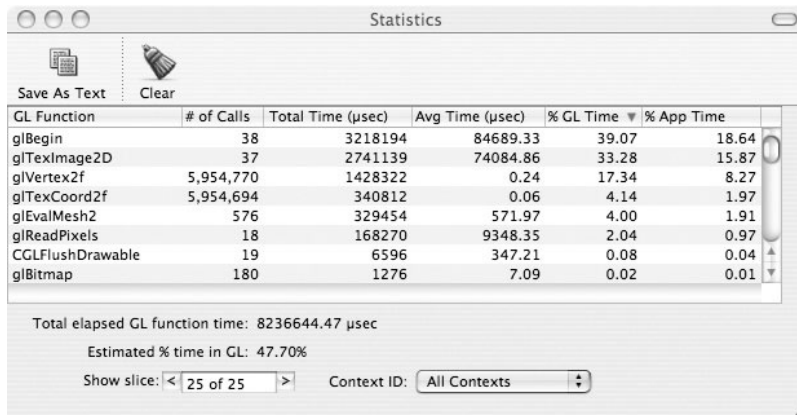 Statistics
Save As Text Clear
GL Function # of Calls Total Time (µsec) Avg Time (µsec) % GL Time ▼ % App Time
glBegin 38 3218194 84689.33 39.07 18.64
glTexImage2D 37 2741139 74084.86 33.28 15.87
glVertex2f 5,954,770 1428322 0.24 17.34 8.27
glTexCoord2f 5,954,694 340812 0.06 4.14 1.97
glEvalMesh2 576 329454 571.97 4.00 1.91
glReadPixels 18 168270 9348.35 2.04 0.97
CGLFlushDrawable 19 6596 347.21 0.08 0.04
glBitmap 180 1276 7.09 0.02 0.01
Total elapsed GL function time: 8236644.47 µsec
Estimated % time in GL: 47.70%
Show slice: < 25 of 25 > Context ID: All Contexts